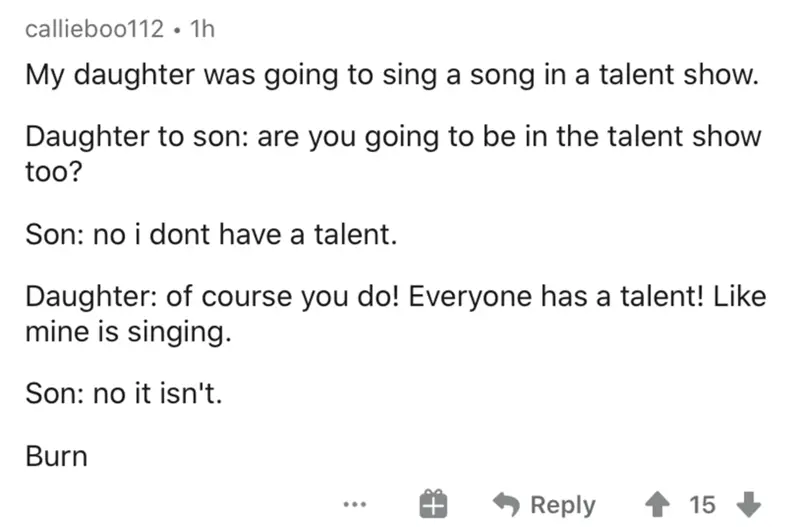 callieboo112 • 1h
My daughter was going to sing a song in a talent show.
Daughter to son: are you going to be in the talent show
too?
Son: no i dont have a talent.
Daughter: of course you do! Everyone has a talent! Like
mine is singing.
Son: no it isn't.
Burn
... Reply 15